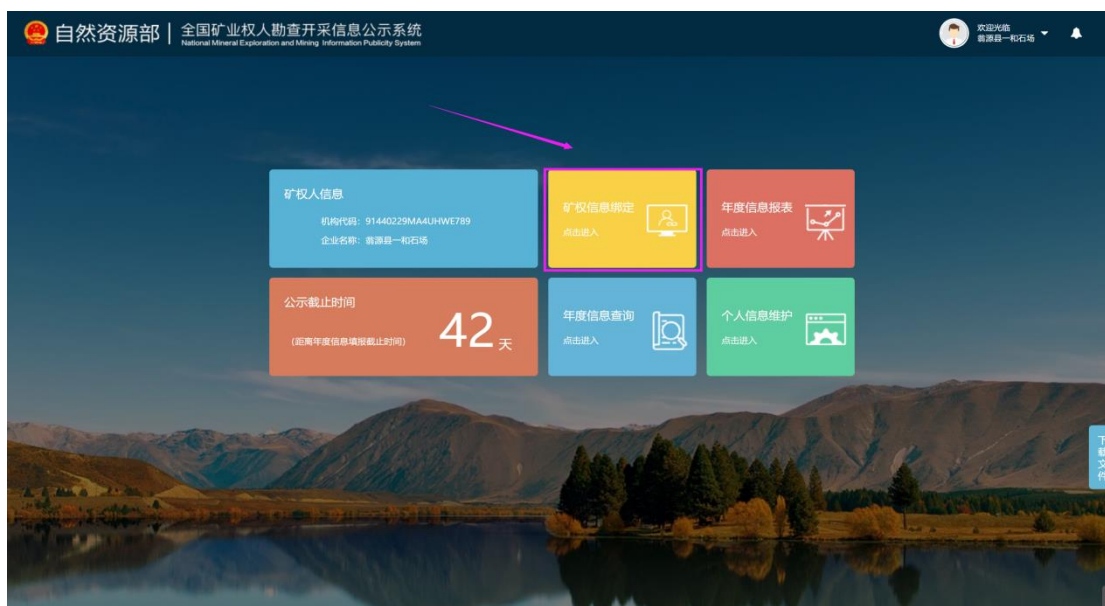 自然资源部
全国矿业权人勘查开采信息公示系统
National Mineral Exploration and Mining Information Publicity System
欢迎光临
翁源县一和石场
矿权人信息
机构代码：91440229MA4UHWE789
企业名称：翁源县一和石场
矿权信息绑定
点击进入
年度信息报表
点击进入
公示截止时间
（距离年度信息填报截止时间）
42天
年度信息查询
点击进入
个人信息维护
点击进入
下载文件